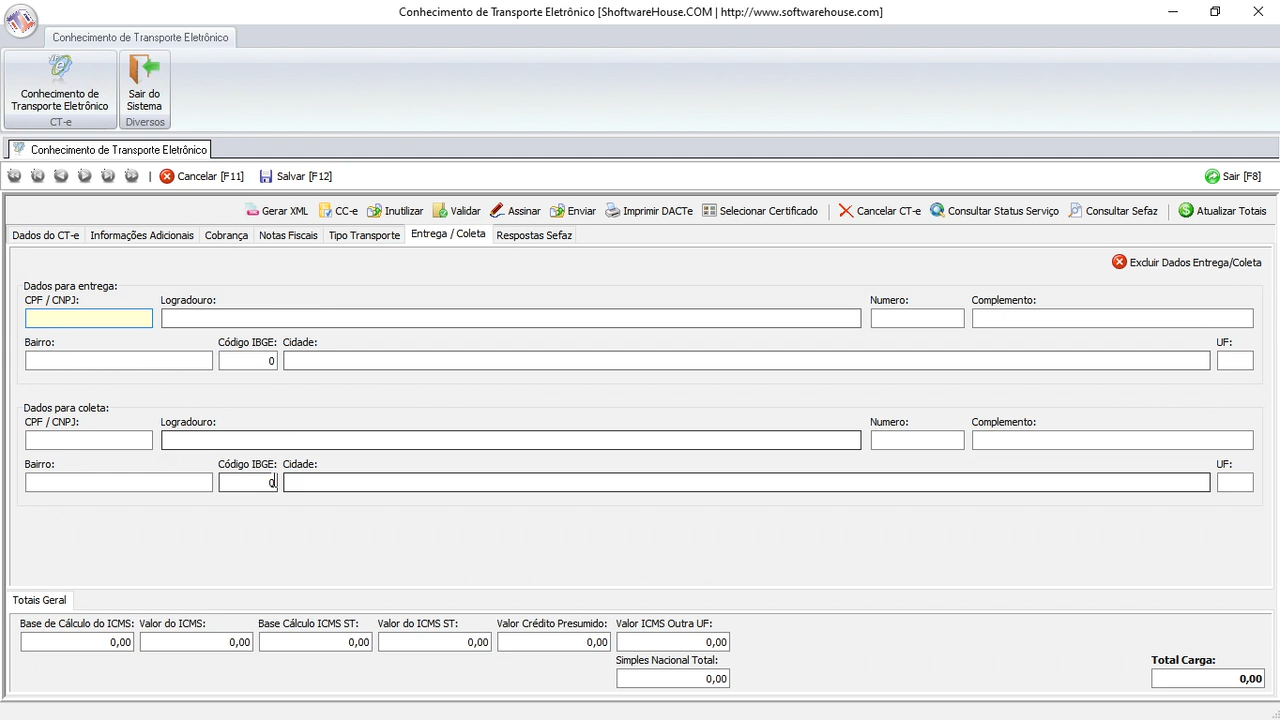 Conhecimento de Transporte Eletrônico [ShoftwareHouse.COM | http://www.softwarehouse.com]
Conhecimento de Transporte Eletrônico
Conhecimento de
Transporte Eletrônico
CT-e
Sair do
Sistema
Diversos
Conhecimento de Transporte Eletrônico
Cancelar [F11] Salvar [F12] Sair [F8]
Gerar XML CC-e Inutilizar Validar Assinar Enviar Imprimir DACTe Selecionar Certificado Cancelar CT-e Consultar Status Serviço Consultar Sefaz Atualizar Totais
Dados do CT-e Informações Adicionais Cobrança Notas Fiscais Tipo Transporte Entrega / Coleta Respostas Sefaz
Excluir Dados Entrega/Coleta
Dados para entrega:
CPF / CNPJ: Logradouro: Numero: Complemento:
Bairro: Código IBGE: Cidade: UF:
0
Dados para coleta:
CPF / CNPJ: Logradouro: Numero: Complemento:
Bairro: Código IBGE: Cidade: UF:
0
Totais Geral
Base de Cálculo do ICMS: Valor do ICMS: Base Cálculo ICMS ST: Valor do ICMS ST: Valor Crédito Presumido: Valor ICMS Outra UF:
0,00 0,00 0,00 0,00 0,00 0,00
Simples Nacional Total: Total Carga:
0,00 0,00